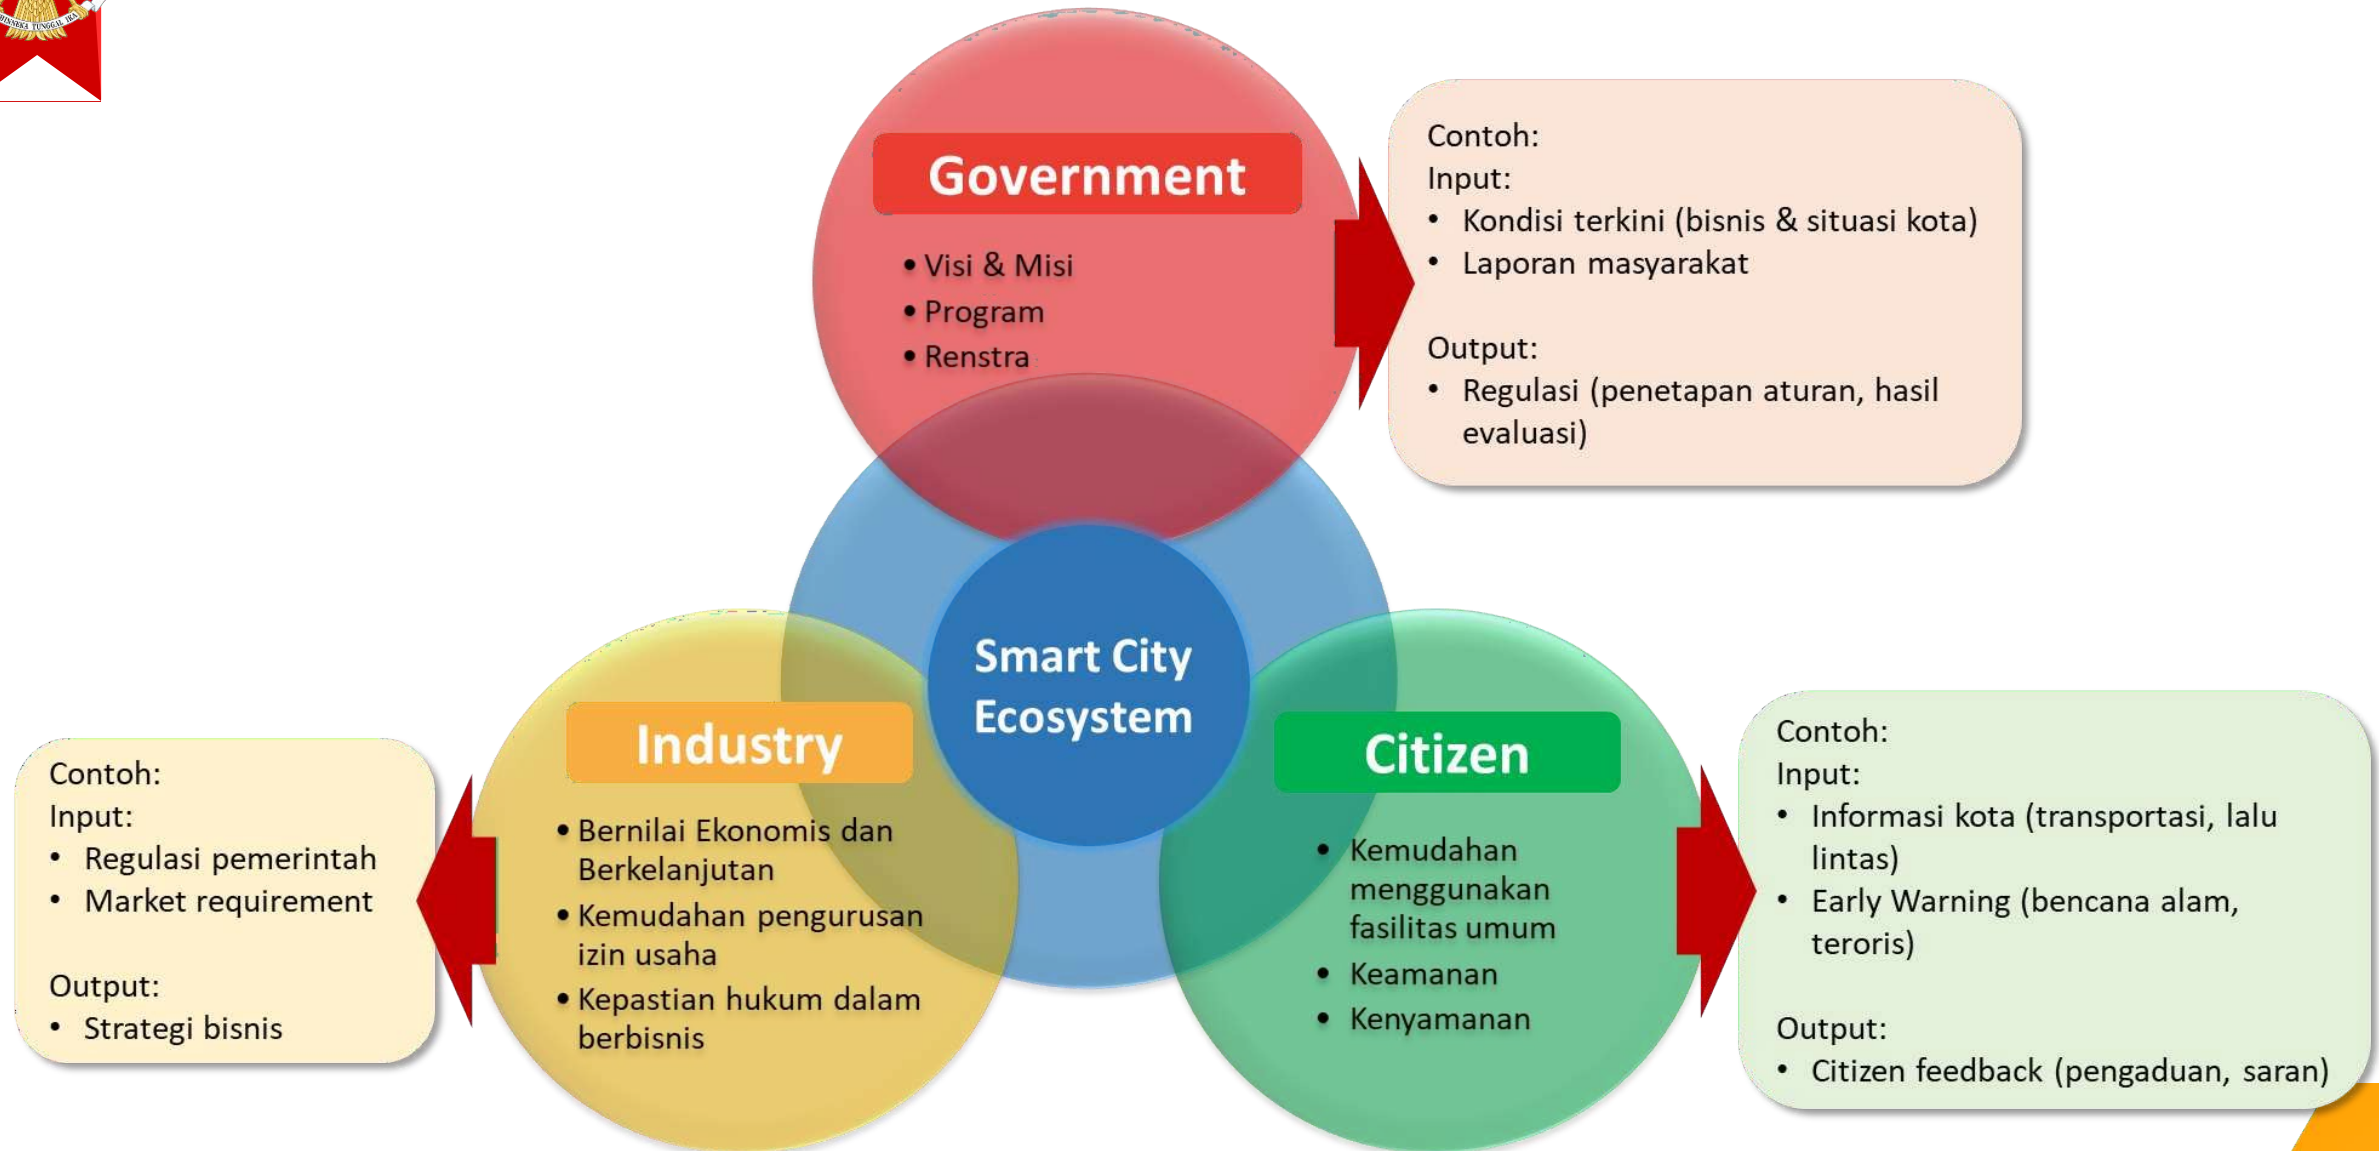 BHINNEKA TUNGGAL IKA
Government
• Visi & Misi
• Program
• Renstra
Contoh:
Input:
• Kondisi terkini (bisnis & situasi kota)
• Laporan masyarakat
Output:
• Regulasi (penetapan aturan, hasil
evaluasi)
Smart City
Ecosystem
Industry
• Bernilai Ekonomis dan
Berkelanjutan
• Kemudahan pengurusan
izin usaha
• Kepastian hukum dalam
berbisnis
Contoh:
Input:
• Regulasi pemerintah
• Market requirement
Output:
• Strategi bisnis
Citizen
• Kemudahan
menggunakan
fasilitas umum
• Keamanan
• Kenyamanan
Contoh:
Input:
• Informasi kota (transportasi, lalu
lintas)
• Early Warning (bencana alam,
teroris)
Output:
• Citizen feedback (pengaduan, saran)